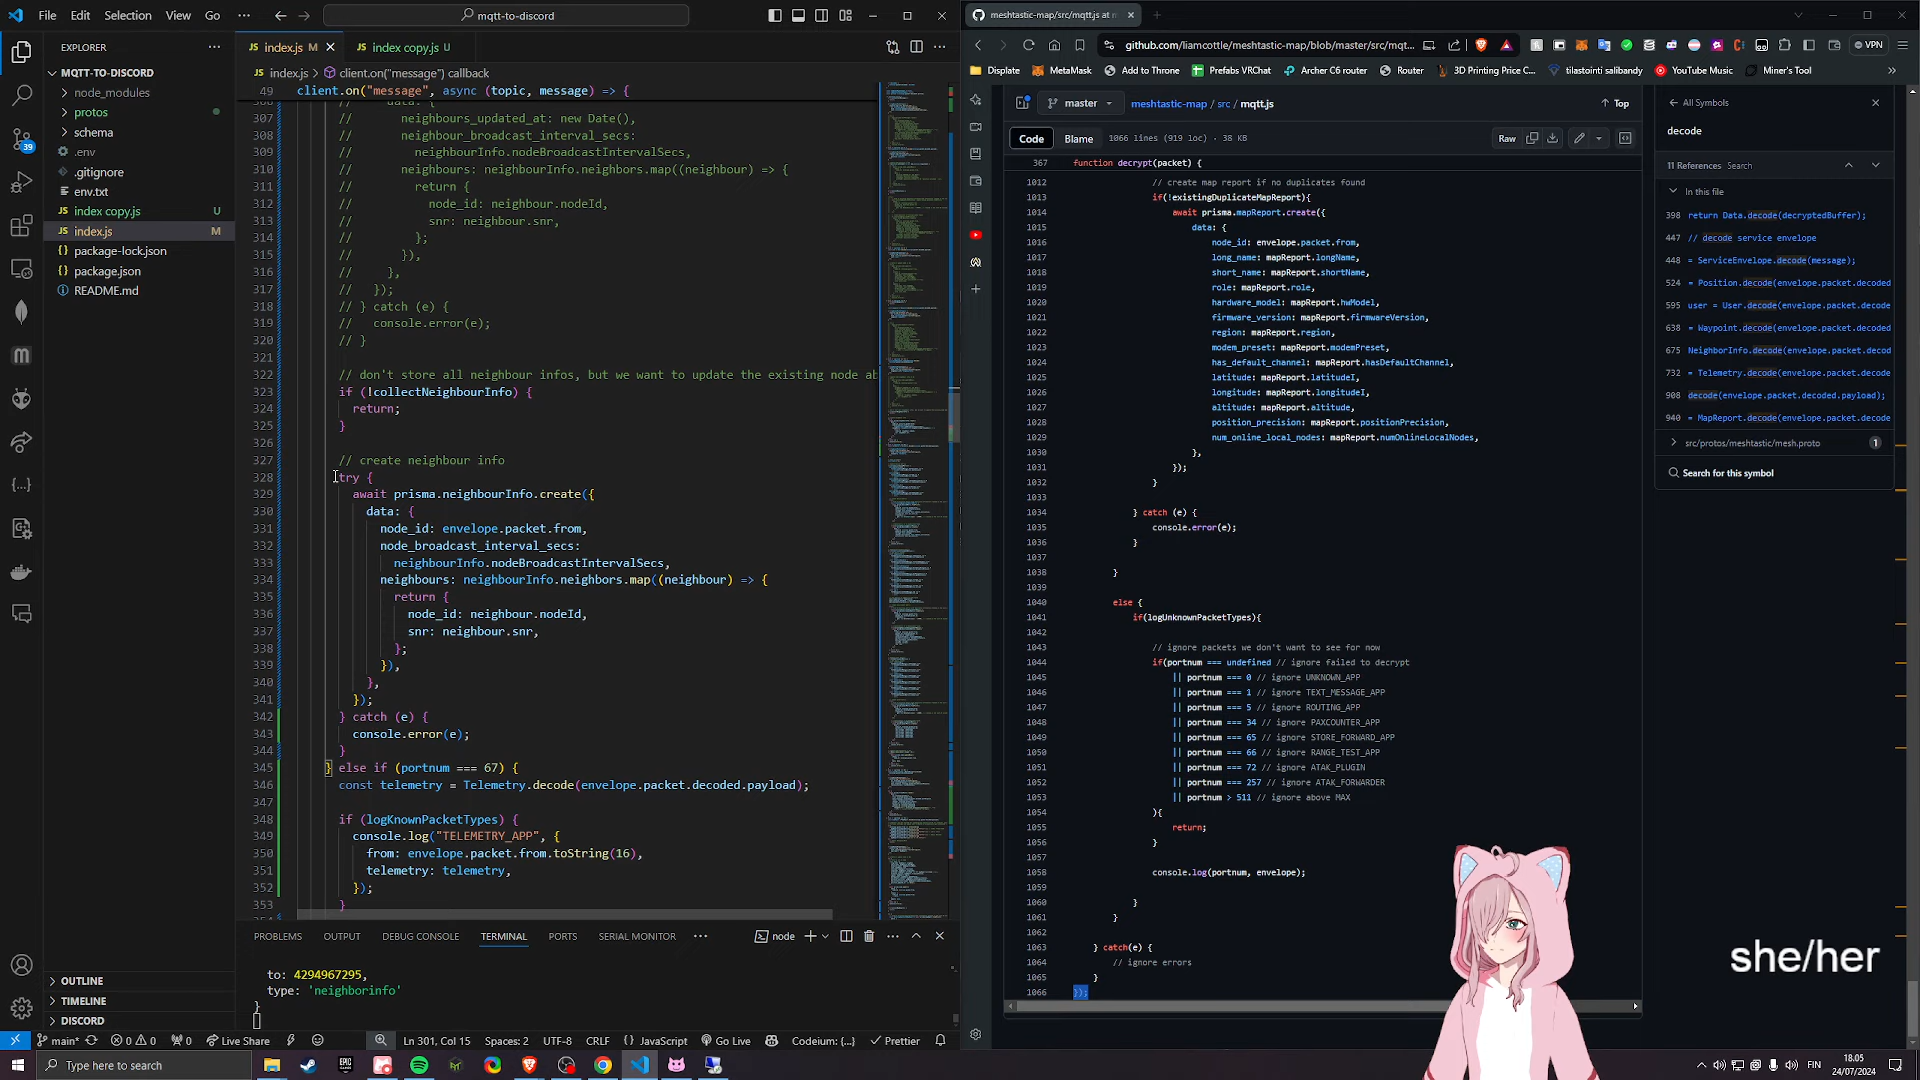 File Edit Selection View Go ··· mqtt-to-discord
EXPLORER
MQTT-TO-DISCORD
node_modules
protos
schema
.env
.gitignore
env.txt
JS index copy.js U
JS index.js M
{} package-lock.json
{} package.json
README.md
OUTLINE
TIMELINE
DISCORD
39
JS index.js M
JS index copy.js U
JS index.js > client.on("message") callback
49 client.on("message", async (topic, message) => {
307 // neighbours_updated_at: new Date(),
308 // neighbour_broadcast_interval_secs:
309 // neighbourInfo.nodeBroadcastIntervalSecs,
310 // neighbours: neighbourInfo.neighbors.map((neighbour) => {
311 // return {
312 // node_id: neighbour.nodeId,
313 // snr: neighbour.snr,
314 // };
315 // }),
316 // },
317 // });
318 // } catch (e) {
319 // console.error(e);
320 // }
321
322 // don't store all neighbour infos, but we want to update the existing node ab
323 if (!collectNeighbourInfo) {
324 return;
325 }
326
327 // create neighbour info
328 try {
329 await prisma.neighbourInfo.create({
330 data: {
331 node_id: envelope.packet.from,
332 node_broadcast_interval_secs:
333 neighbourInfo.nodeBroadcastIntervalSecs,
334 neighbours: neighbourInfo.neighbors.map((neighbour) => {
335 return {
336 node_id: neighbour.nodeId,
337 snr: neighbour.snr,
338 };
339 }),
340 },
341 });
342 } catch (e) {
343 console.error(e);
344 }
345 } else if (portnum === 67) {
346 const telemetry = Telemetry.decode(envelope.packet.decoded.payload);
347
348 if (logKnownPacketTypes) {
349 console.log("TELEMETRY_APP", {
350 from: envelope.packet.from.toString(16),
351 telemetry: telemetry,
352 });
353 }
PROBLEMS OUTPUT DEBUG CONSOLE TERMINAL PORTS SERIAL MONITOR ··· node
to: 4294967295,
type: 'neighborinfo'
}
main* 0 0 0 Live Share Ln 301, Col 15 Spaces: 2 UTF-8 CRLF {} JavaScript Go Live Codeium: {...} Prettier
meshtastic-map/src/mqtt.js at m
github.com/liamcottle/meshtastic-map/blob/master/src/mqtt... VPN
Displate MetaMask Add to Throne Prefabs VRChat Archer C6 router Router 3D Printing Price C... tilastointi salibandy YouTube Music Miner's Tool
master meshtastic-map / src / mqtt.js Top
Code Blame 1066 lines (919 loc) · 38 KB Raw
367 function decrypt(packet) {
1012 // create map report if no duplicates found
1013 if(!existingDuplicateMapReport){
1014 await prisma.mapReport.create({
1015 data: {
1016 node_id: envelope.packet.from,
1017 long_name: mapReport.longName,
1018 short_name: mapReport.shortName,
1019 role: mapReport.role,
1020 hardware_model: mapReport.hwModel,
1021 firmware_version: mapReport.firmwareVersion,
1022 region: mapReport.region,
1023 modem_preset: mapReport.modemPreset,
1024 has_default_channel: mapReport.hasDefaultChannel,
1025 latitude: mapReport.latitudeI,
1026 longitude: mapReport.longitudeI,
1027 altitude: mapReport.altitude,
1028 position_precision: mapReport.positionPrecision,
1029 num_online_local_nodes: mapReport.numOnlineLocalNodes,
1030 },
1031 });
1032 }
1033
1034 } catch (e) {
1035 console.error(e);
1036 }
1037
1038 }
1039
1040 else {
1041 if(logUnknownPacketTypes){
1042
1043 // ignore packets we don't want to see for now
1044 if(portnum === undefined // ignore failed to decrypt
1045 || portnum === 0 // ignore UNKNOWN_APP
1046 || portnum === 1 // ignore TEXT_MESSAGE_APP
1047 || portnum === 5 // ignore ROUTING_APP
1048 || portnum === 34 // ignore PAXCOUNTER_APP
1049 || portnum === 65 // ignore STORE_FORWARD_APP
1050 || portnum === 66 // ignore RANGE_TEST_APP
1051 || portnum === 72 // ignore ATAK_PLUGIN
1052 || portnum === 257 // ignore ATAK_FORWARDER
1053 || portnum > 511 // ignore above MAX
1054 ){
1055 return;
1056 }
1057
1058 console.log(portnum, envelope);
1059
1060 }
1061 }
1062
1063 } catch(e) {
1064 // ignore errors
1065 }
1066 });
All Symbols
decode
11 References Search
In this file
398 return Data.decode(decryptedBuffer);
447 // decode service envelope
448 = ServiceEnvelope.decode(message);
524 = Position.decode(envelope.packet.decoded
595 user = User.decode(envelope.packet.decode
638 = Waypoint.decode(envelope.packet.decoded
675 NeighborInfo.decode(envelope.packet.decod
732 = Telemetry.decode(envelope.packet.decode
908 decode(envelope.packet.decoded.payload);
940 = MapReport.decode(envelope.packet.decode
src/protos/meshtastic/mesh.proto 1
Search for this symbol
she/her
Type here to search
FIN
18.05
24/07/2024